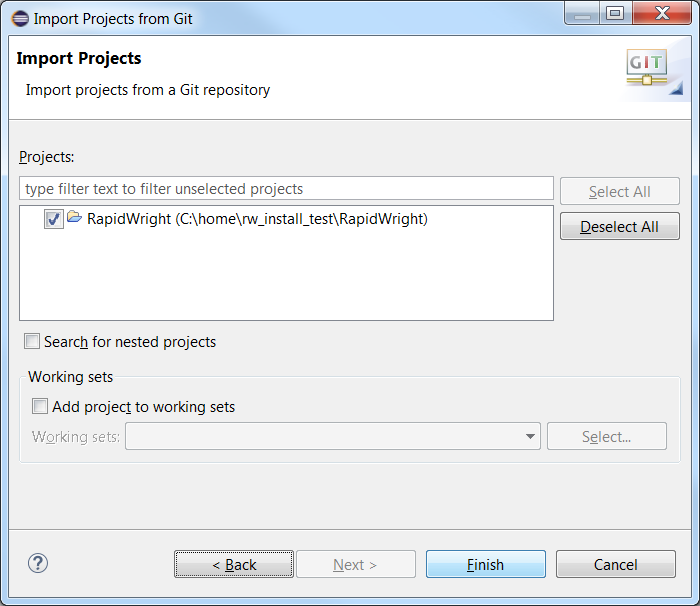 Import Projects from Git
Import Projects
Import projects from a Git repository
GIT
Projects:
type filter text to filter unselected projects
Select All
RapidWright (C:\home\rw_install_test\RapidWright)
Deselect All
Search for nested projects
Working sets
Add project to working sets
Working sets:
Select...
?
< Back
Next >
Finish
Cancel